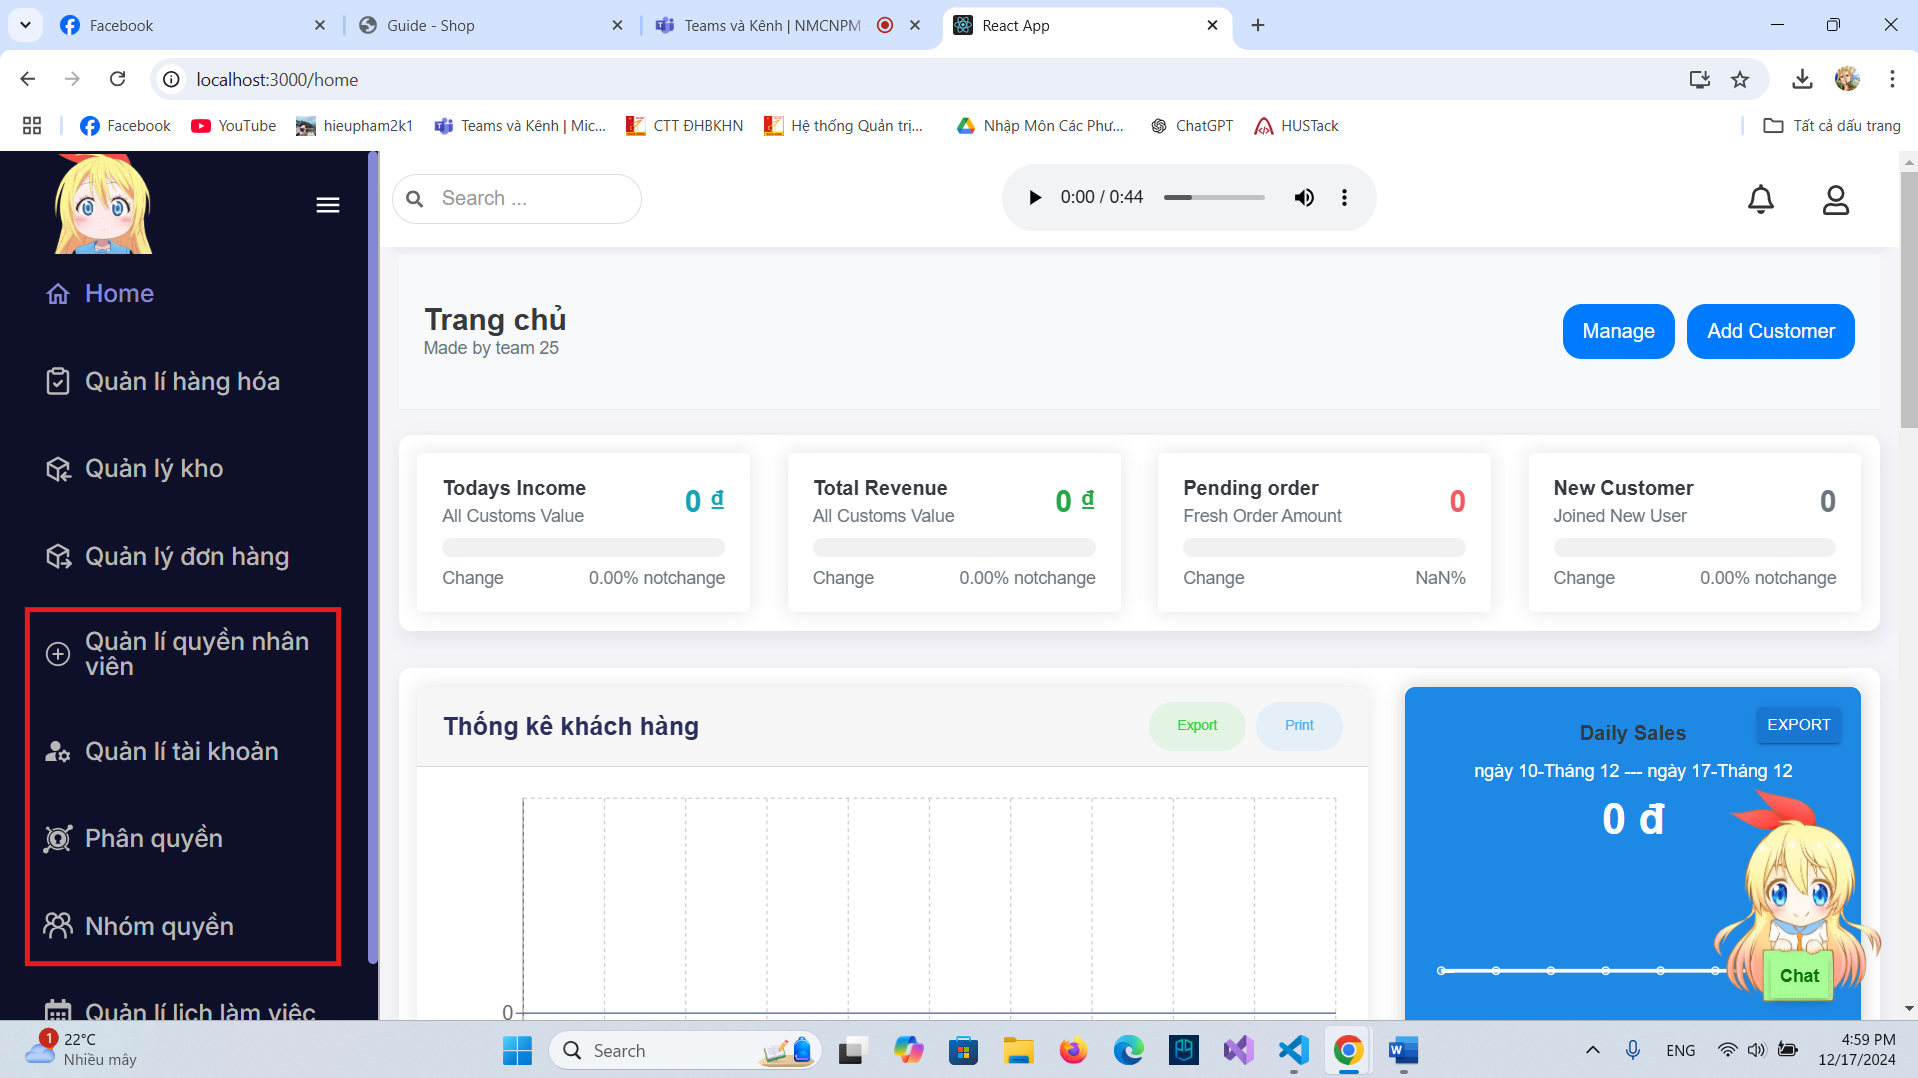 Facebook
Guide - Shop
Teams và Kênh | NMCNPM
React App
localhost:3000/home
Facebook
YouTube
hieupham2k1
Teams và Kênh | Mic...
CTT ĐHBKHN
Hệ thống Quản trị...
Nhập Môn Các Phư...
ChatGPT
HUSTack
Tất cả dấu trang
Search ...
0:00 / 0:44
Home
Quản lí hàng hóa
Quản lý kho
Quản lý đơn hàng
Quản lí quyền nhân
viên
Quản lí tài khoản
Phân quyền
Nhóm quyền
Quản lí lịch làm việc
Trang chủ
Made by team 25
Manage
Add Customer
Todays Income
0 ₫
All Customs Value
Change
0.00% notchange
Total Revenue
0 ₫
All Customs Value
Change
0.00% notchange
Pending order
0
Fresh Order Amount
Change
NaN%
New Customer
0
Joined New User
Change
0.00% notchange
Thống kê khách hàng
Export
Print
0
Daily Sales
EXPORT
ngày 10-Tháng 12 --- ngày 17-Tháng 12
0 đ
Chat
1
22°C
Nhiều mây
Search
ENG
4:59 PM
12/17/2024